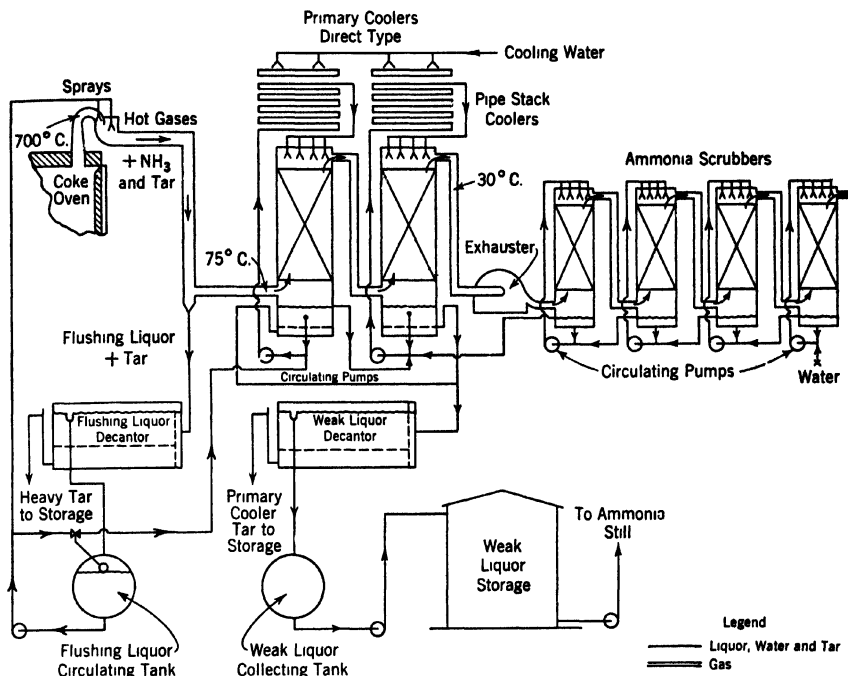 Primary Coolers
Direct Type
Cooling Water
Sprays
Hot Gases
Pipe Stack
Coolers
700° C.
+ NH3
and Tar
Coke
Oven
Ammonia Scrubbers
30° C.
Exhauster
75° C.
Flushing Liquor
+ Tar
Circulating Pumps
Circulating Pumps
Water
Flushing Liquor
Decantor
Weak Liquor
Decantor
Heavy Tar
to Storage
Primary
Cooler
Tar to
Storage
To Ammonia
Still
Weak
Liquor
Storage
Flushing Liquor
Circulating Tank
Weak Liquor
Collecting Tank
Legend
Liquor, Water and Tar
Gas